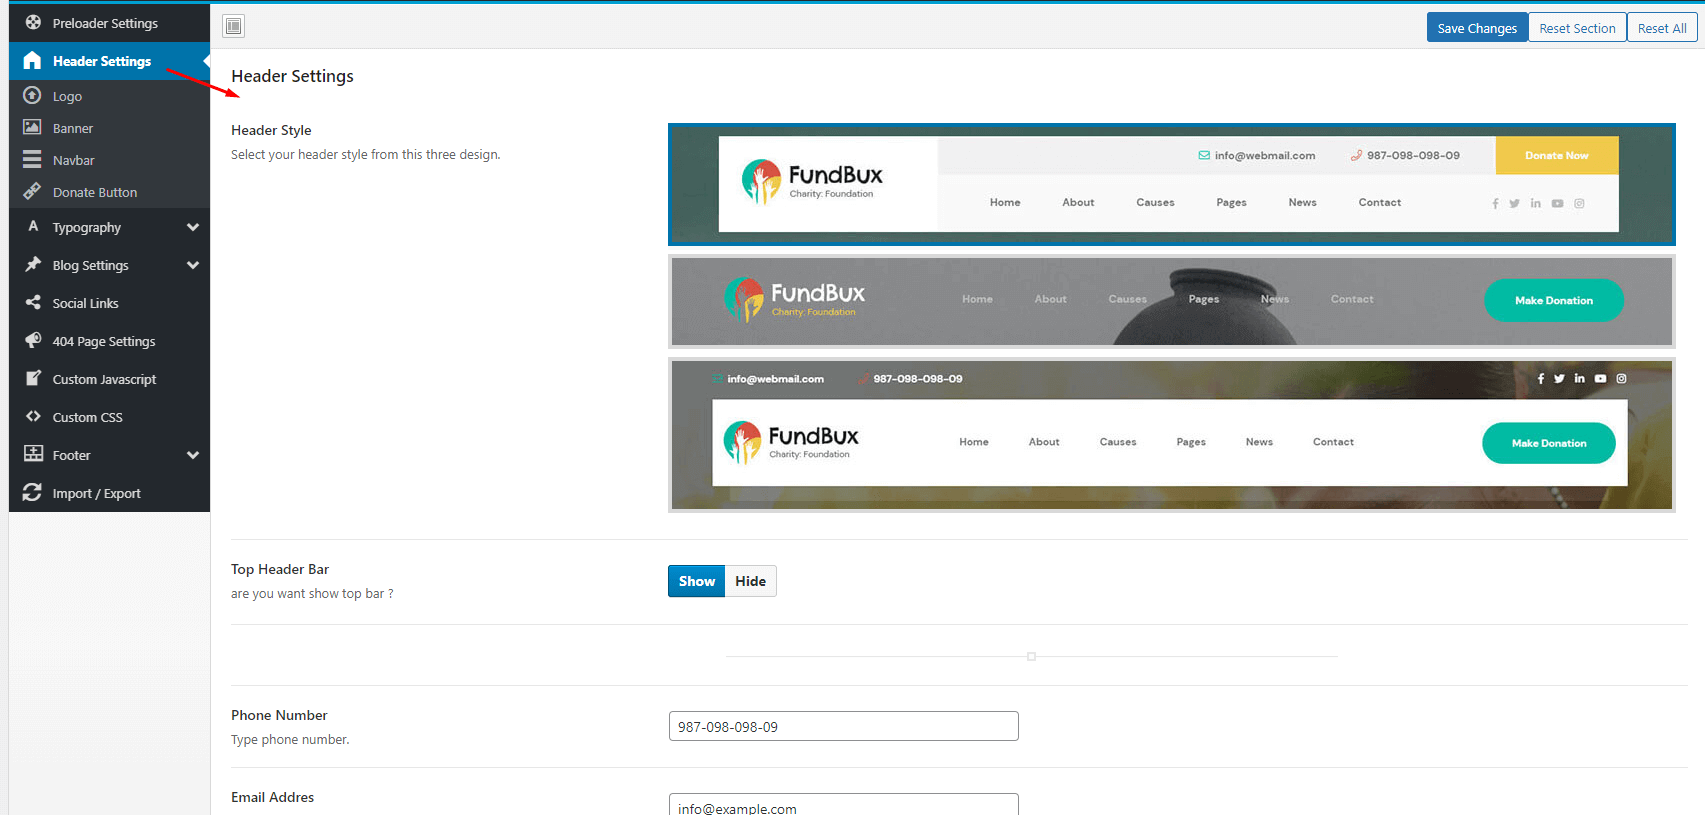 Preloader Settings
Header Settings
Logo
Banner
Navbar
Donate Button
Typography
Blog Settings
Social Links
404 Page Settings
Custom Javascript
Custom CSS
Footer
Import / Export
Save Changes
Reset Section
Reset All
Header Settings
Header Style
Select your header style from this three design.
info@webmail.com 987-098-098-09 Donate Now
FundBux
Charity: Foundation
Home About Causes Pages News Contact
FundBux
Charity: Foundation
Home About Causes Pages News Contact
Make Donation
info@webmail.com 987-098-098-09
FundBux
Charity: Foundation
Home About Causes Pages News Contact
Make Donation
Top Header Bar
are you want show top bar ?
Show Hide
Phone Number
Type phone number.
987-098-098-09
Email Addres
info@example.com